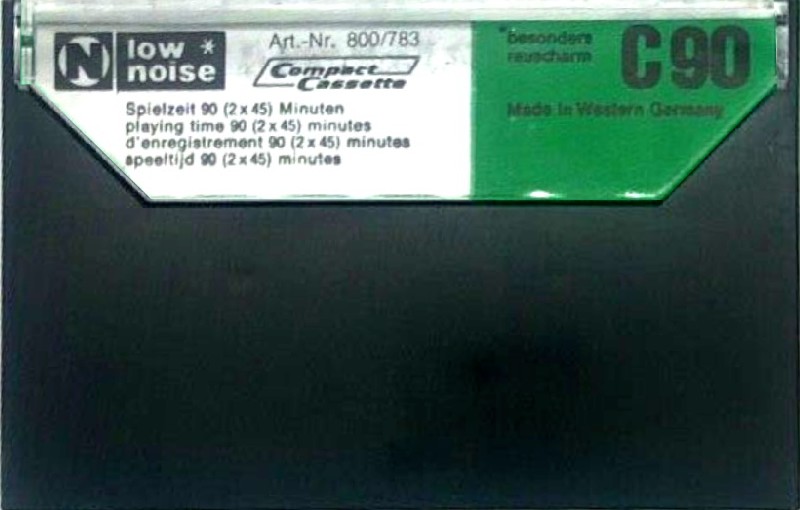 N low *
noise
Art.-Nr. 800/783
Compact
Cassette
Spielzeit 90 (2 x 45) Minuten
playing time 90 (2 x 45) minutes
d'enregistrement 90 (2 x 45) minutes
speeltijd 90 (2 x 45) minutes
*besonders
rauscharm
C90
Made in Western Germany